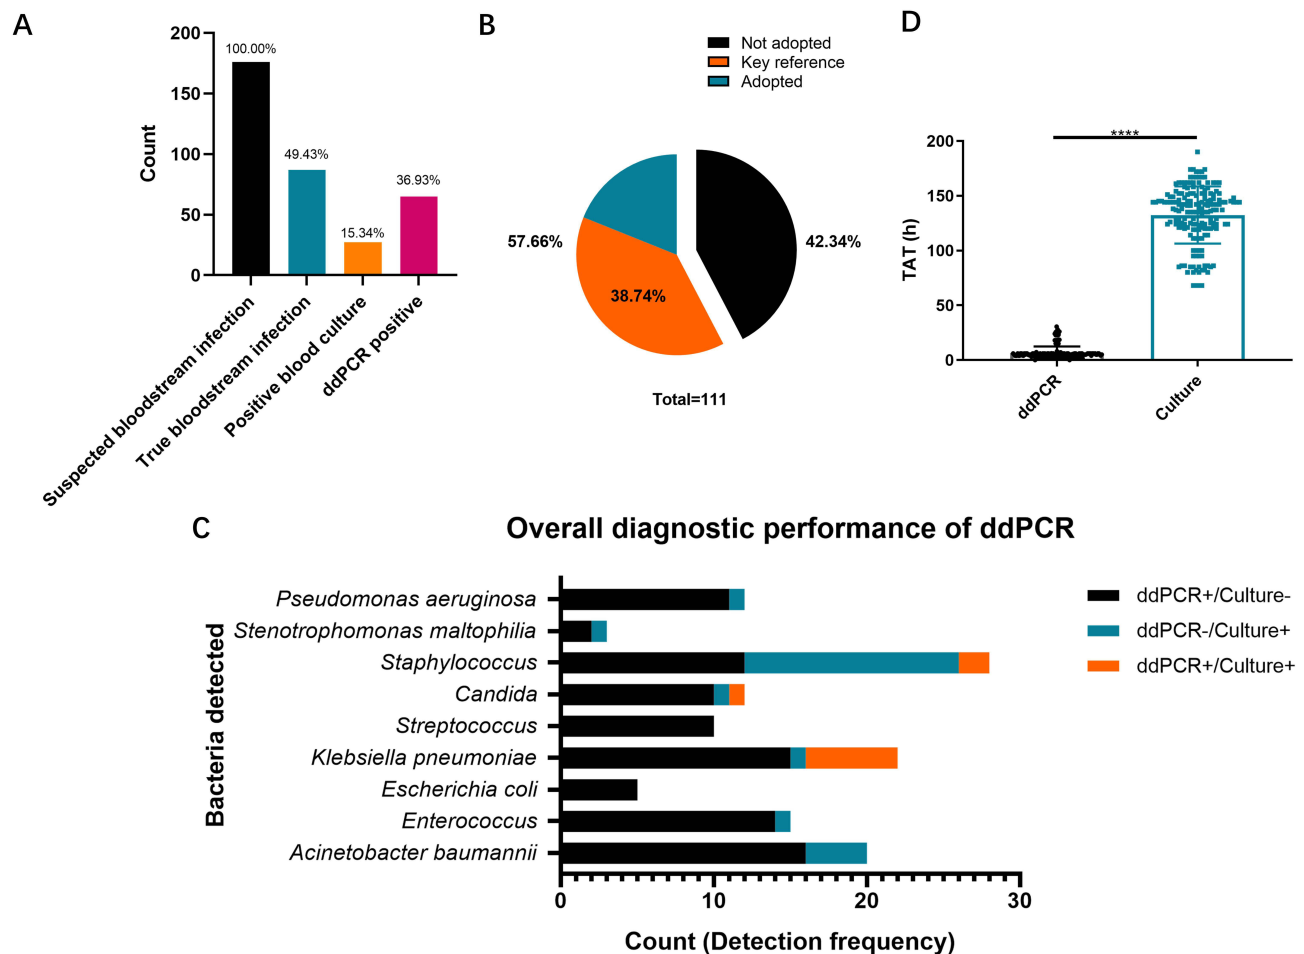 A
200
150
100
50
0
Count
100.00%
49.43%
15.34%
36.93%
Suspected bloodstream infection
True bloodstream infection
Positive blood culture
ddPCR positive
B
Not adopted
Key reference
Adopted
57.66%
42.34%
38.74%
Total=111
D
****
200
150
100
50
0
TAT (h)
ddPCR
Culture
C
Overall diagnostic performance of ddPCR
Bacteria detected
Pseudomonas aeruginosa
Stenotrophomonas maltophilia
Staphylococcus
Candida
Streptococcus
Klebsiella pneumoniae
Escherichia coli
Enterococcus
Acinetobacter baumannii
ddPCR+/Culture-
ddPCR-/Culture+
ddPCR+/Culture+
0 10 20 30
Count (Detection frequency)